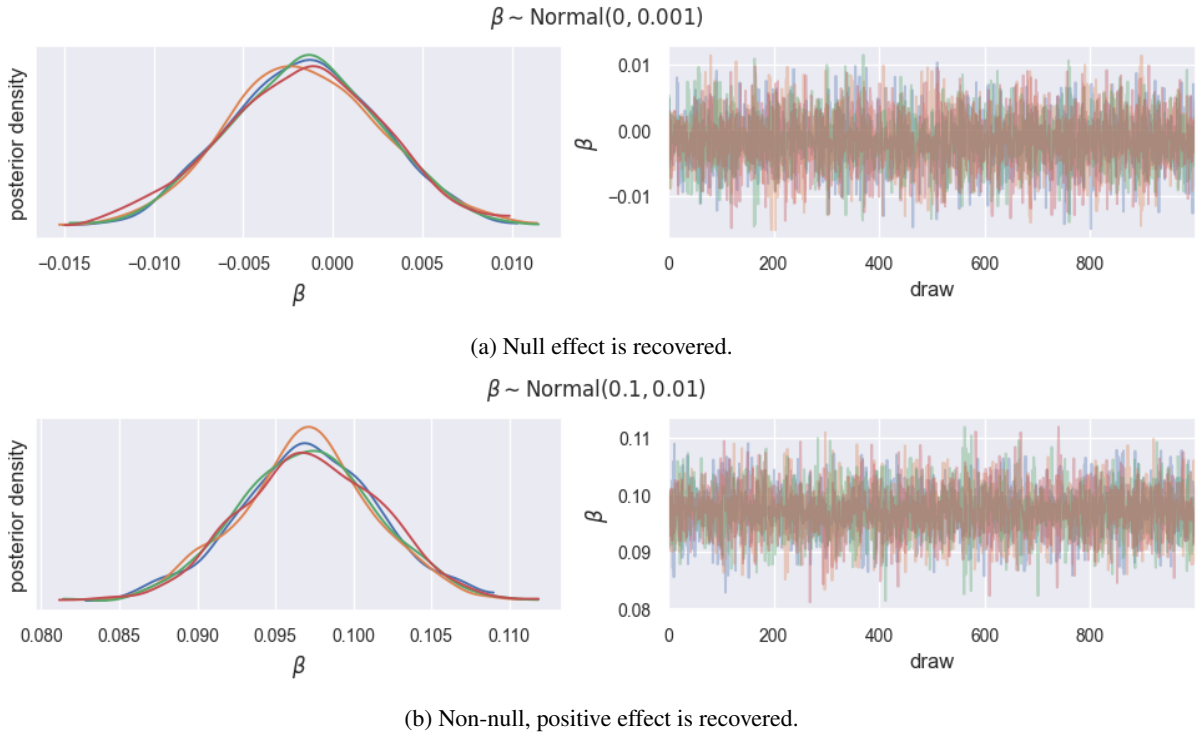 β ~ Normal(0, 0.001)
posterior density
−0.015 −0.010 −0.005 0.000 0.005 0.010
β
β
0.01
0.00
−0.01
0 200 400 600 800
draw
(a) Null effect is recovered.
β ~ Normal(0.1, 0.01)
posterior density
0.080 0.085 0.090 0.095 0.100 0.105 0.110
β
β
0.11
0.10
0.09
0.08
0 200 400 600 800
draw
(b) Non-null, positive effect is recovered.